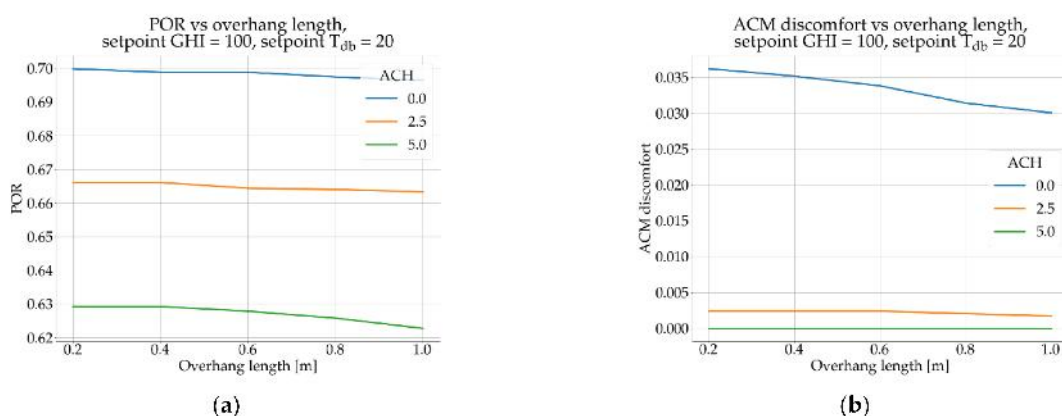 POR vs overhang length,
setpoint GHI = 100, setpoint Tdb = 20
0.70
0.69
0.68
0.67
0.66
0.65
0.64
0.63
0.62
POR
ACH
0.0
2.5
5.0
0.2 0.4 0.6 0.8 1.0
Overhang length [m]
(a)
ACM discomfort vs overhang length,
setpoint GHI = 100, setpoint Tdb = 20
0.035
0.030
0.025
0.020
0.015
0.010
0.005
0.000
ACM discomfort
ACH
0.0
2.5
5.0
0.2 0.4 0.6 0.8 1.0
Overhang length [m]
(b)